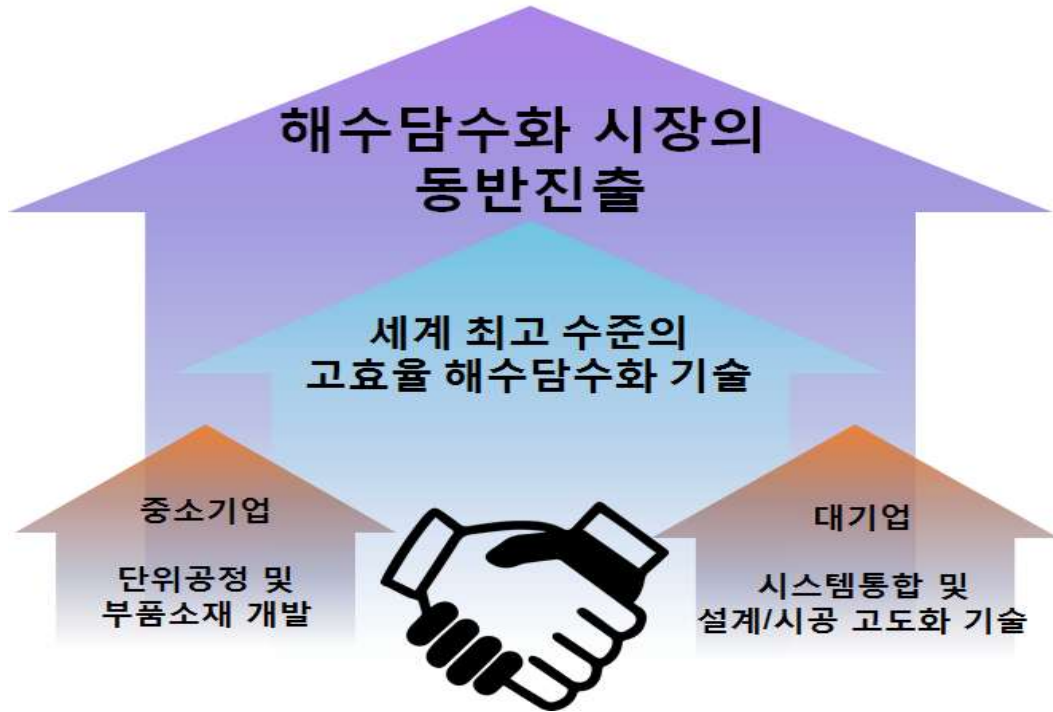 해수담수화 시장의
동반진출
세계 최고 수준의
고효율 해수담수화 기술
중소기업
단위공정 및
부품소재 개발
대기업
시스템통합 및
설계/시공 고도화 기술